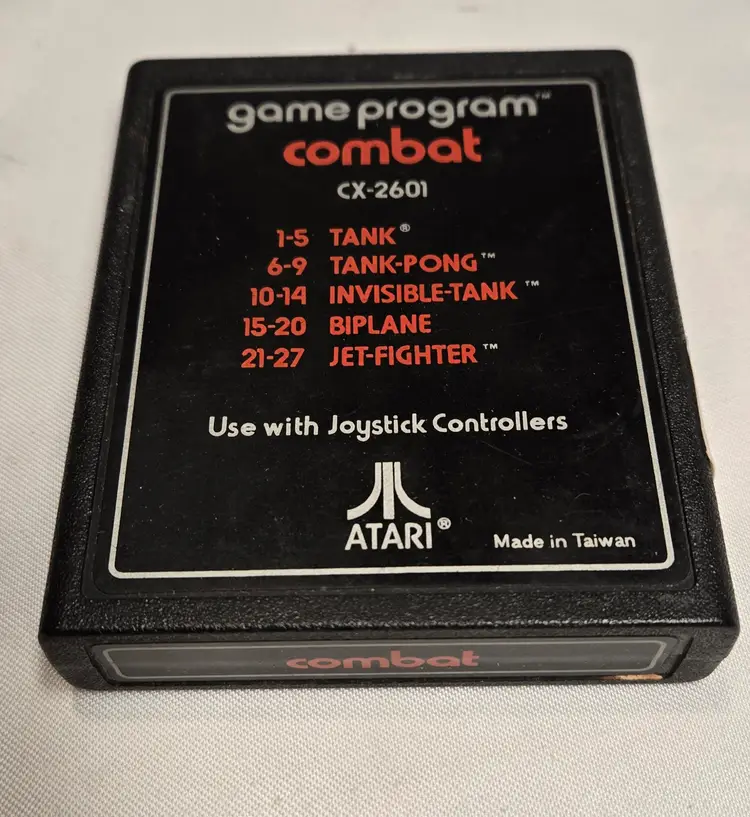 game program™
combat
CX-2601
1-5 TANK®
6-9 TANK-PONG™
10-14 INVISIBLE-TANK™
15-20 BIPLANE
21-27 JET-FIGHTER™
Use with Joystick Controllers
ATARI®
Made in Taiwan
combat